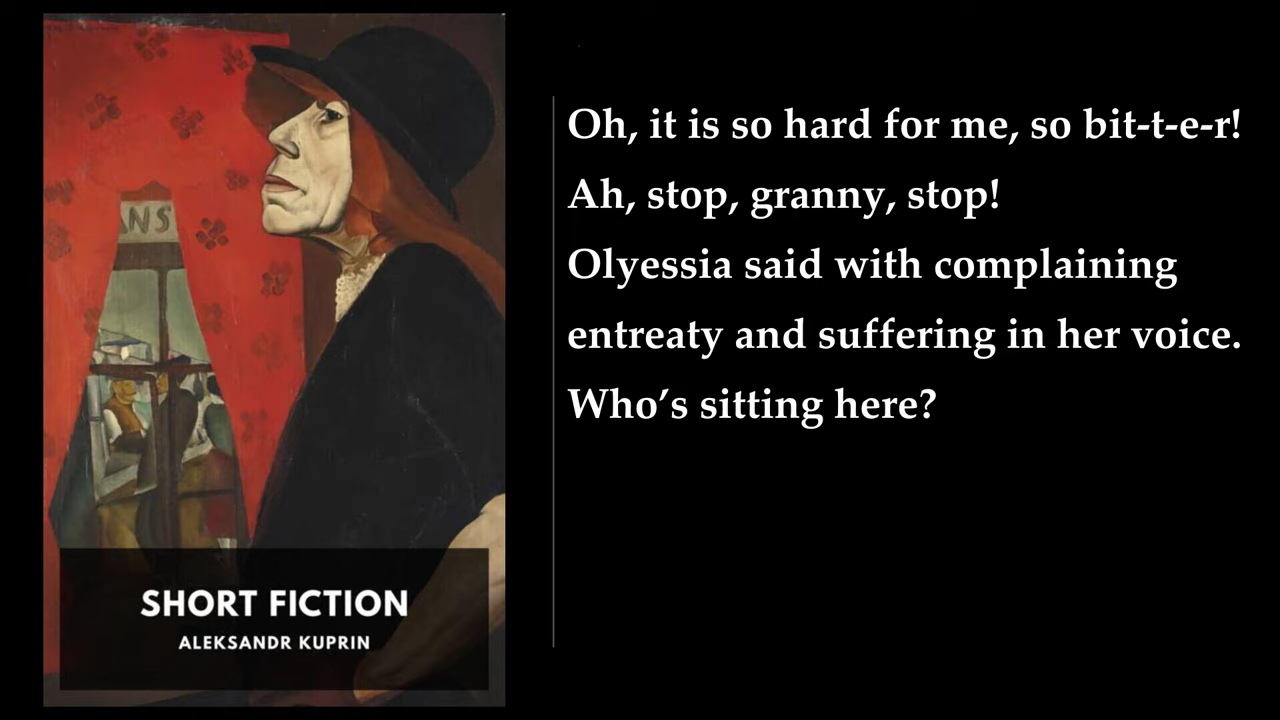 ANS
SHORT FICTION
ALEKSANDR KUPRIN
Oh, it is so hard for me, so bit-t-e-r!
Ah, stop, granny, stop!
Olyessia said with complaining
entreaty and suffering in her voice.
Who’s sitting here?